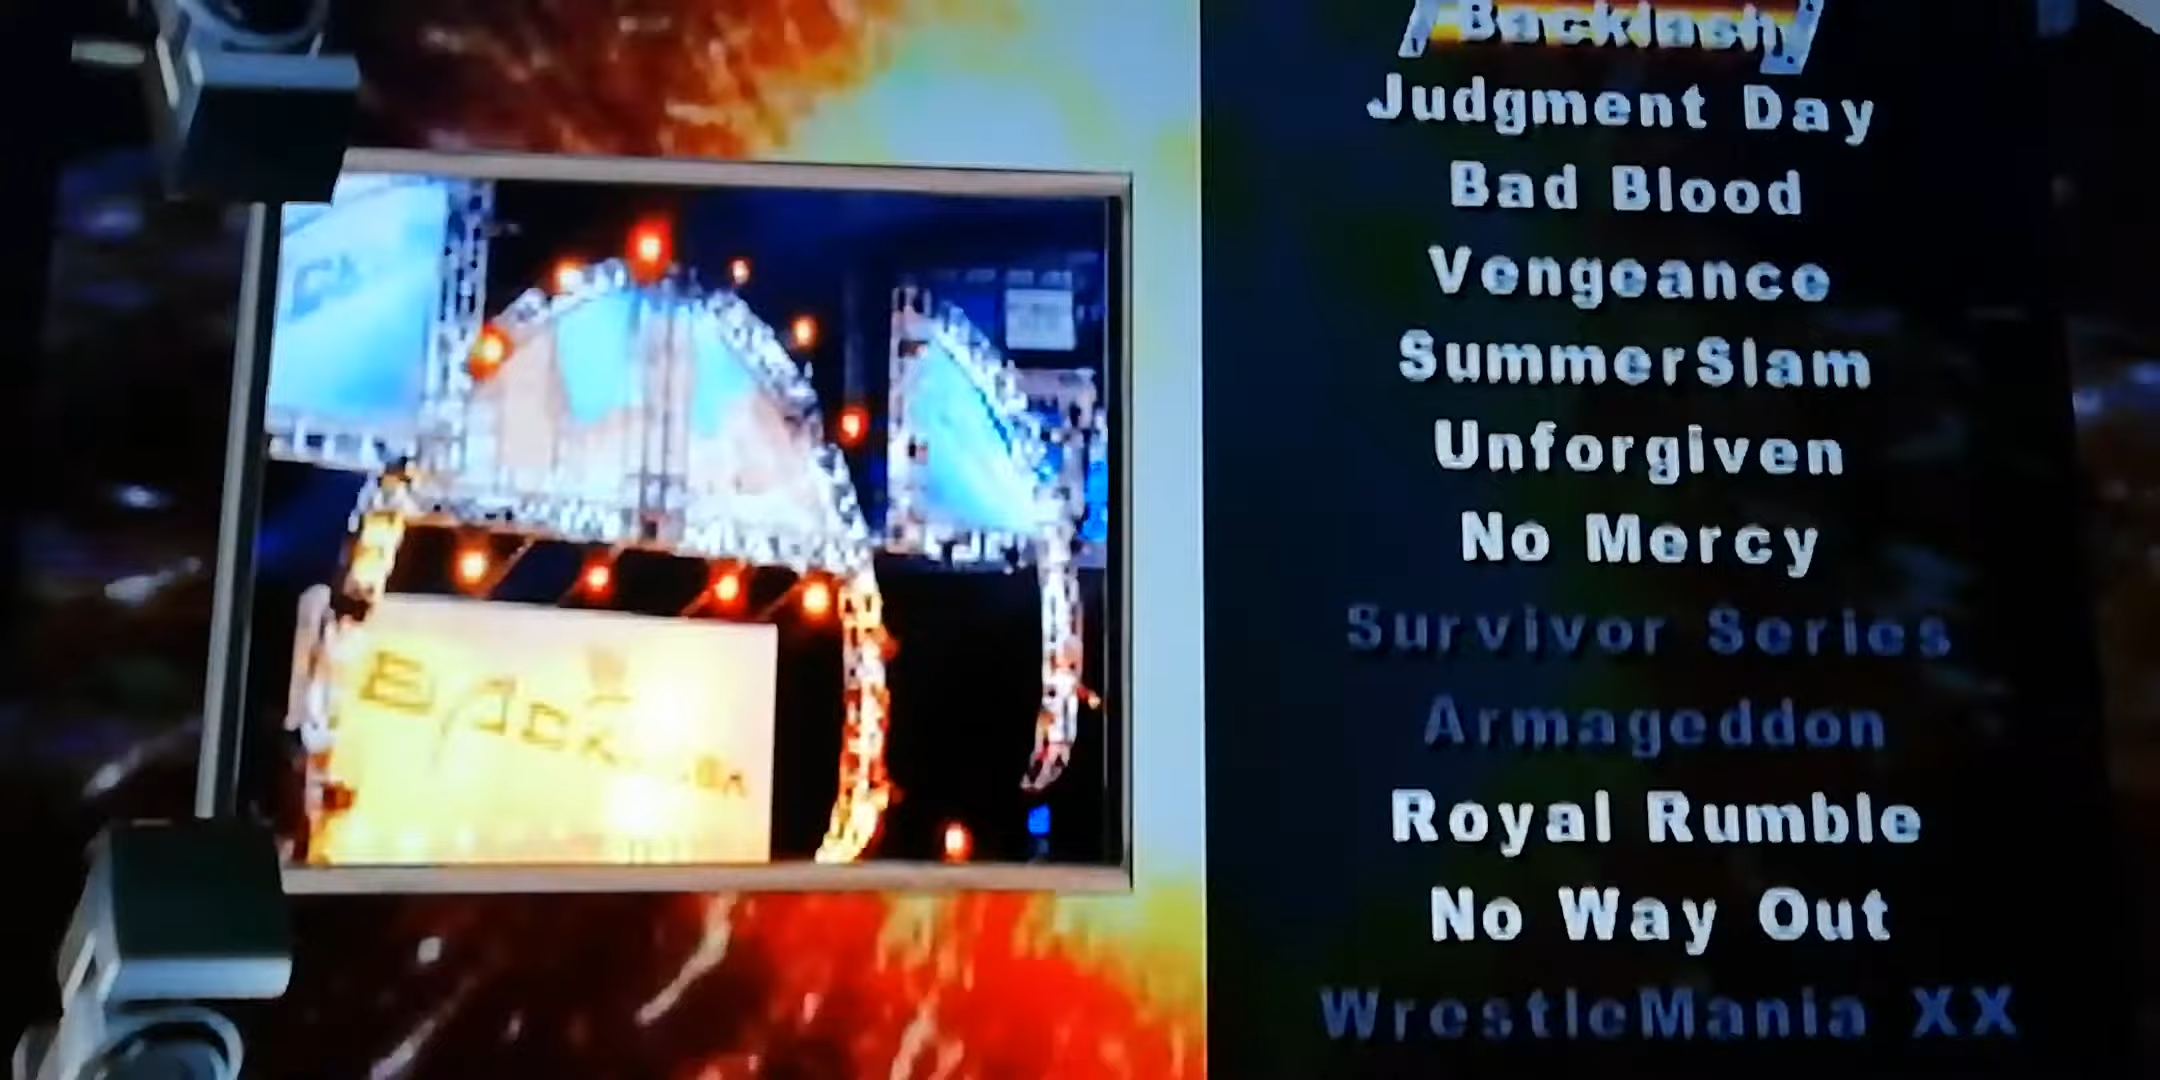 Backlash
Judgment Day
Bad Blood
Vengeance
SummerSlam
Unforgiven
No Mercy
Survivor Series
Armageddon
Royal Rumble
No Way Out
WrestleMania XX